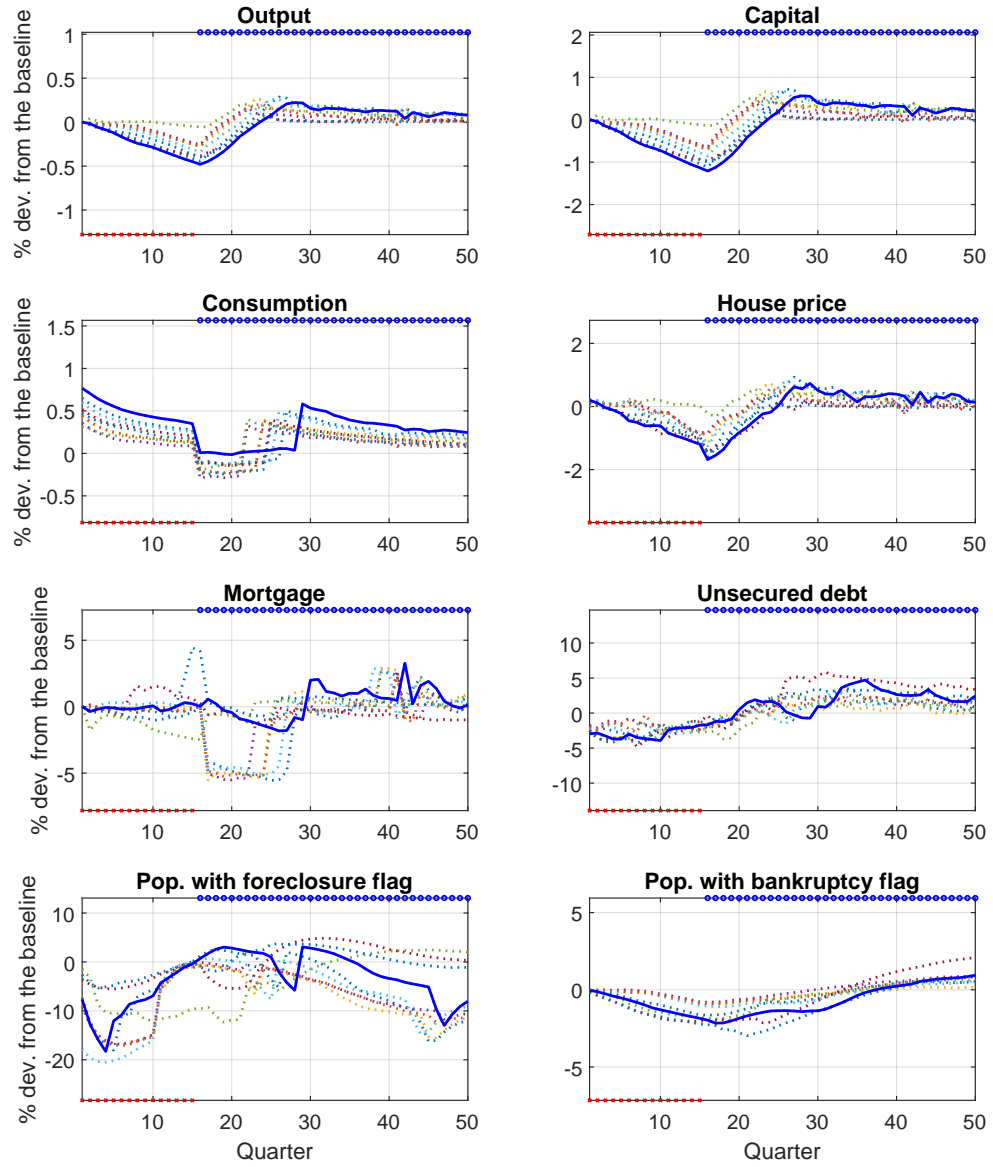 Output
% dev. from the baseline
1
0.5
0
-0.5
-1
10 20 30 40 50
Capital
2
1
0
-1
-2
10 20 30 40 50
Consumption
% dev. from the baseline
1.5
1
0.5
0
-0.5
10 20 30 40 50
House price
2
0
-2
10 20 30 40 50
Mortgage
% dev. from the baseline
5
0
-5
10 20 30 40 50
Unsecured debt
10
5
0
-5
-10
10 20 30 40 50
Pop. with foreclosure flag
% dev. from the baseline
10
0
-10
-20
10 20 30 40 50
Quarter
Pop. with bankruptcy flag
5
0
-5
10 20 30 40 50
Quarter